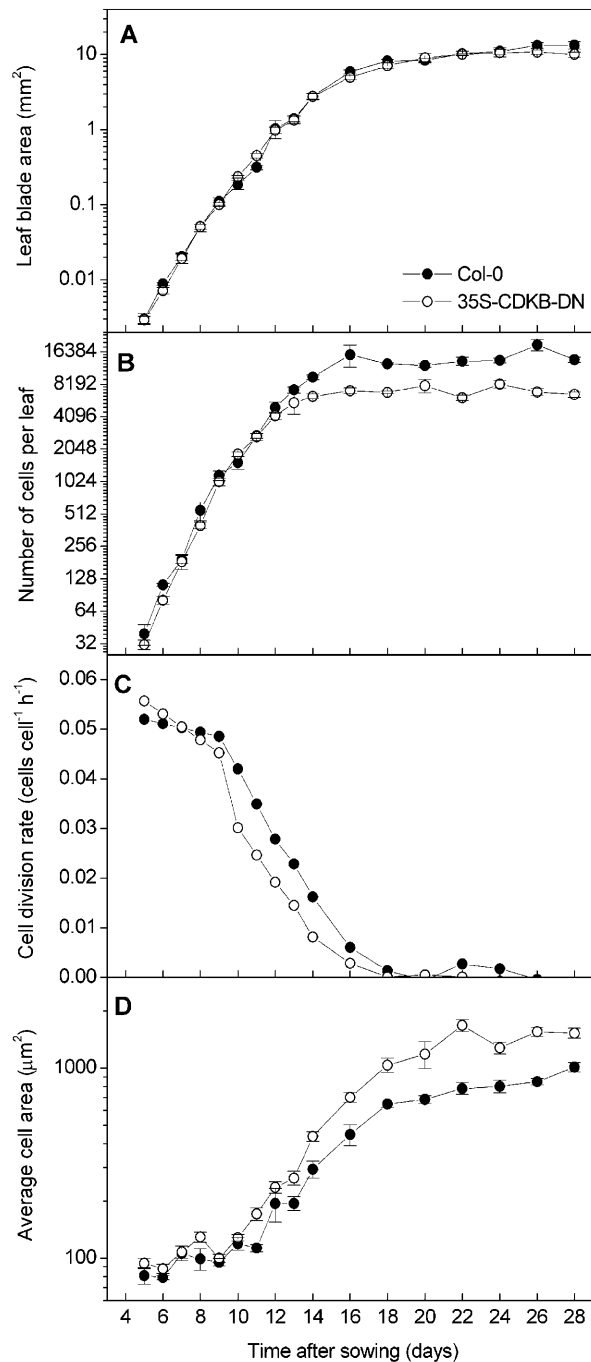 A
Leaf blade area (mm²)
10
1
0.1
0.01
Col-0
35S-CDKB-DN
B
Number of cells per leaf
16384
8192
4096
2048
1024
512
256
128
64
32
C
Cell division rate (cells cell⁻¹ h⁻¹)
0.06
0.05
0.04
0.03
0.02
0.01
0.00
D
Average cell area (μm²)
1000
100
4 6 8 10 12 14 16 18 20 22 24 26 28
Time after sowing (days)